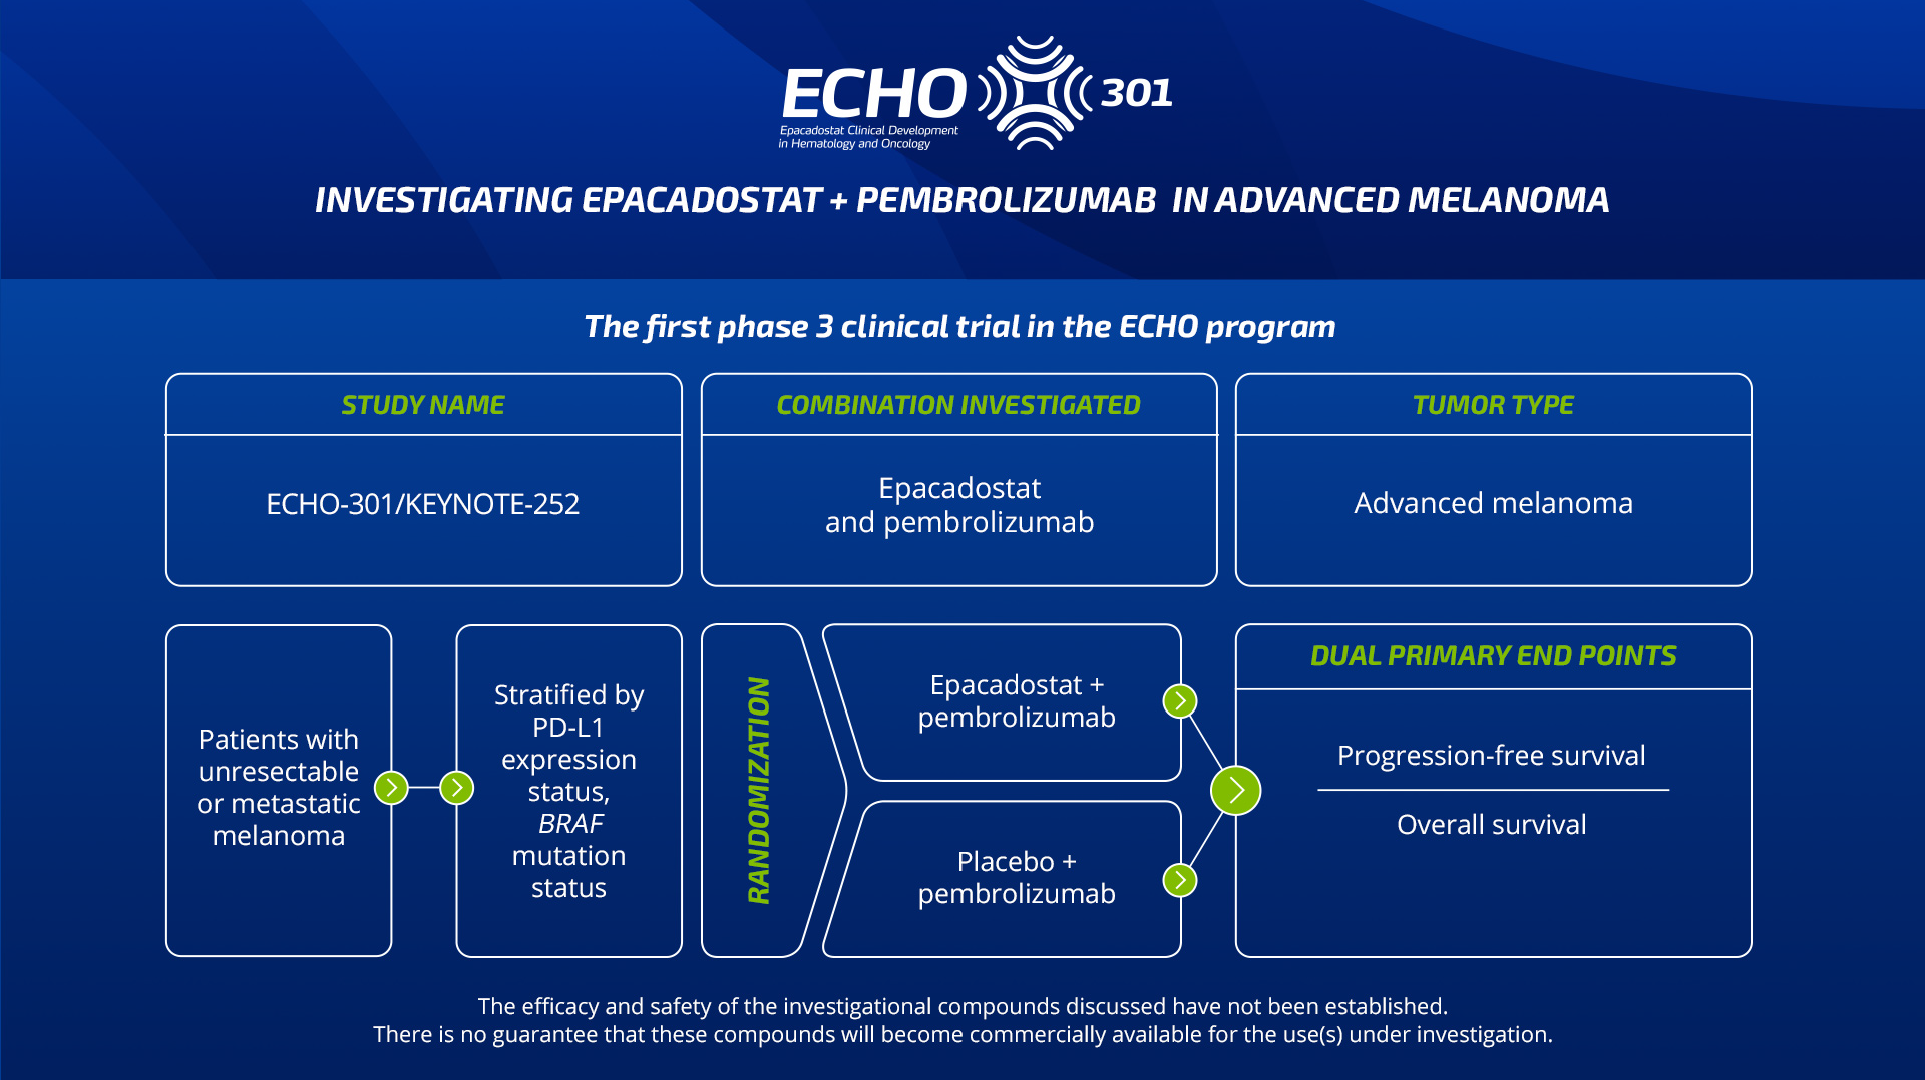 ECHO 301
Epacadostat Clinical Development
in Hematology and Oncology
INVESTIGATING EPACADOSTAT + PEMBROLIZUMAB IN ADVANCED MELANOMA
The first phase 3 clinical trial in the ECHO program
STUDY NAME
ECHO-301/KEYNOTE-252
COMBINATION INVESTIGATED
Epacadostat
and pembrolizumab
TUMOR TYPE
Advanced melanoma
Patients with
unresectable
or metastatic
melanoma
Stratified by
PD-L1
expression
status,
BRAF
mutation
status
RANDOMIZATION
Epacadostat +
pembrolizumab
Placebo +
pembrolizumab
DUAL PRIMARY END POINTS
Progression-free survival
Overall survival
The efficacy and safety of the investigational compounds discussed have not been established.
There is no guarantee that these compounds will become commercially available for the use(s) under investigation.